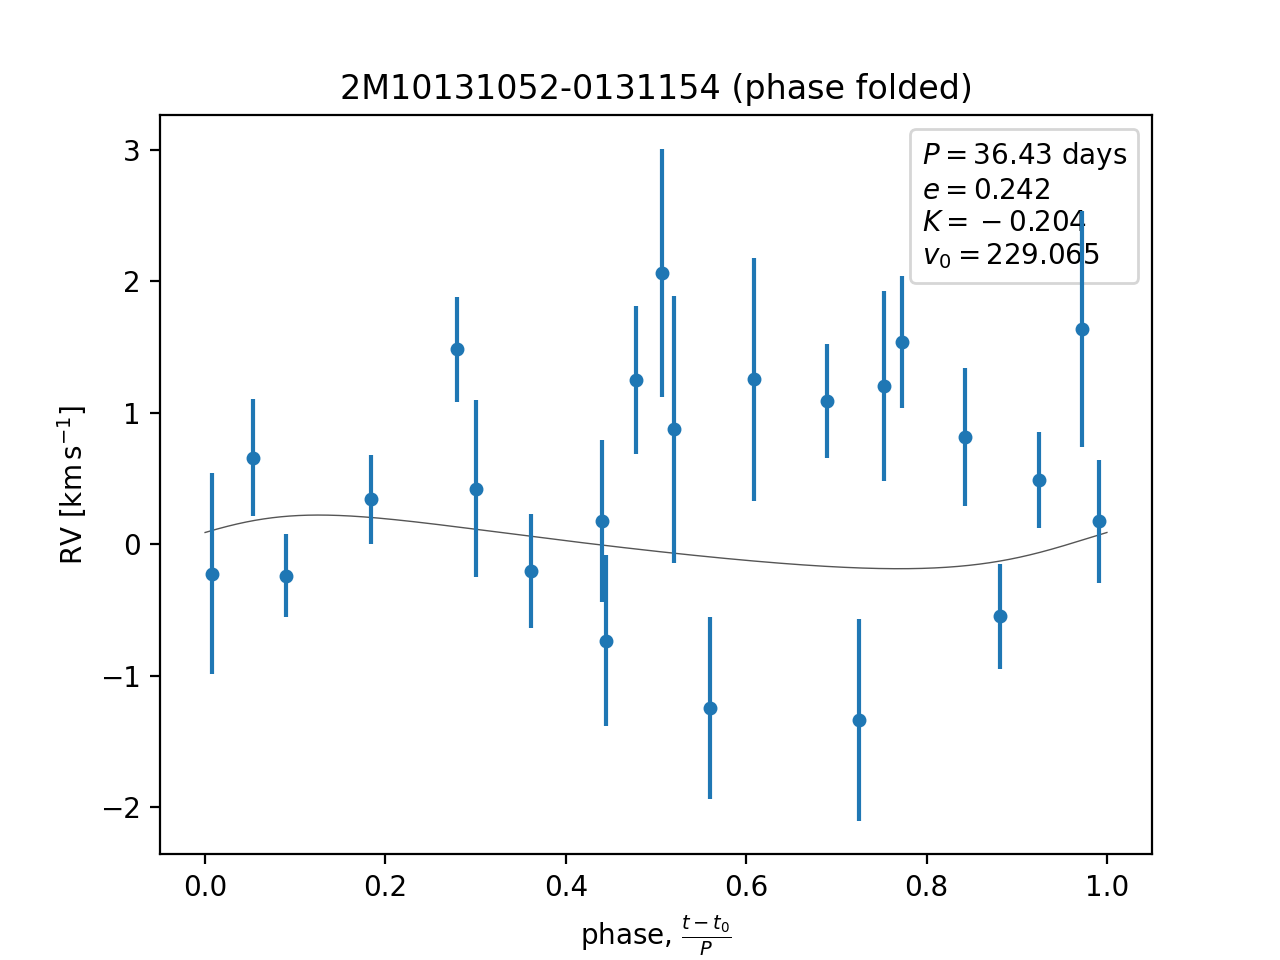 2M10131052-0131154 (phase folded)
P = 36.43 days
e = 0.242
K = −0.204
v₀ = 229.065
RV [km s⁻¹]
3
2
1
0
−1
−2
0.0 0.2 0.4 0.6 0.8 1.0
phase, (t − t₀)/P